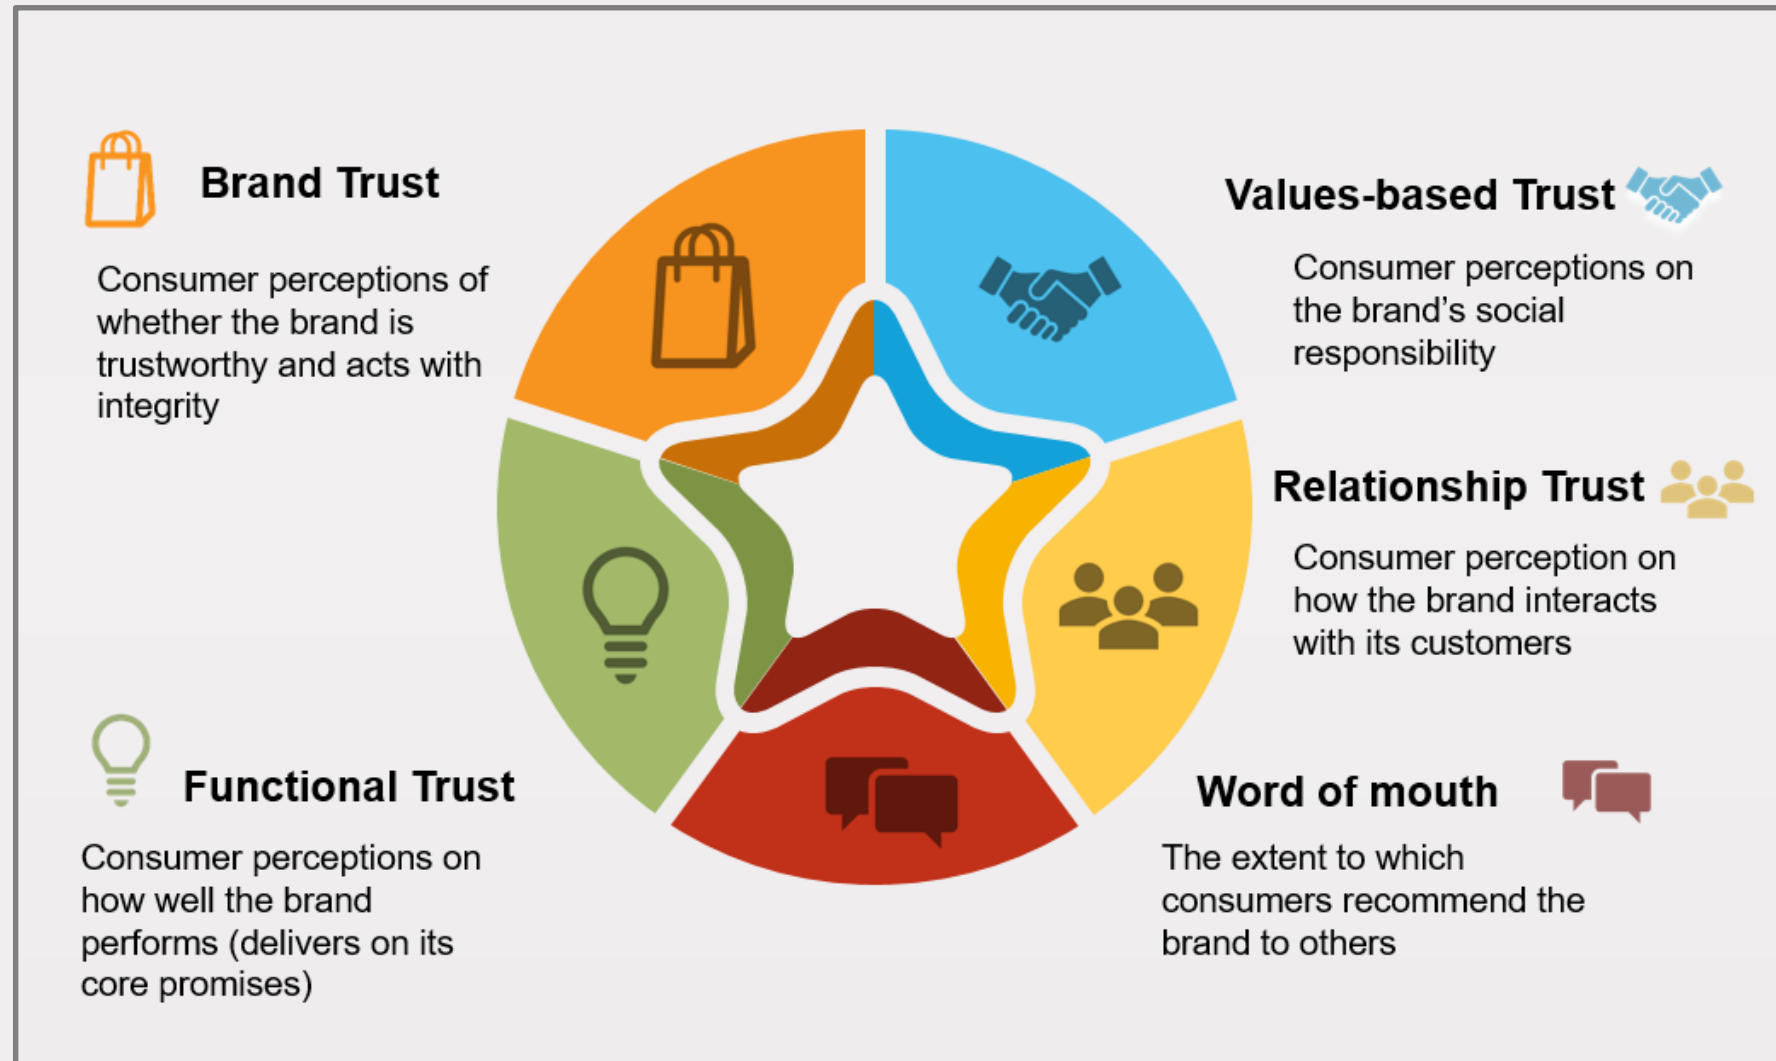 Brand Trust
Consumer perceptions of
whether the brand is
trustworthy and acts with
integrity
Values-based Trust
Consumer perceptions on
the brand’s social
responsibility
Relationship Trust
Consumer perception on
how the brand interacts
with its customers
Functional Trust
Consumer perceptions on
how well the brand
performs (delivers on its
core promises)
Word of mouth
The extent to which
consumers recommend the
brand to others